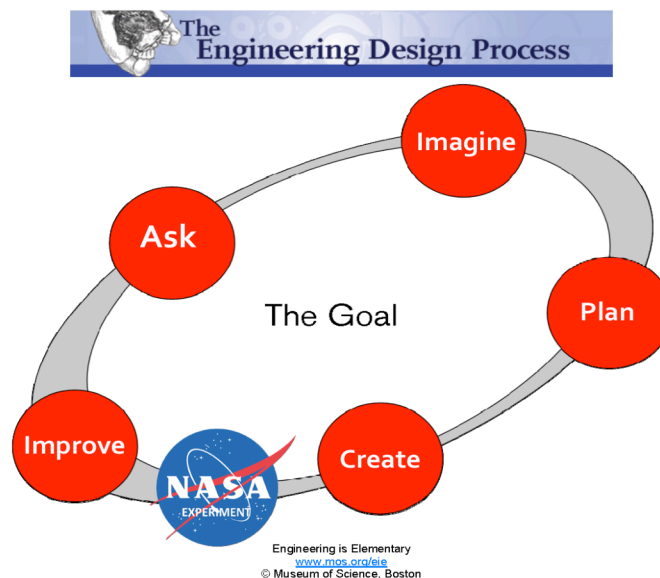 The
Engineering Design Process
Imagine
Ask
Plan
The Goal
Improve
Create
NASA
EXPERIMENT
Engineering is Elementary
www.mos.org/eie
© Museum of Science, Boston